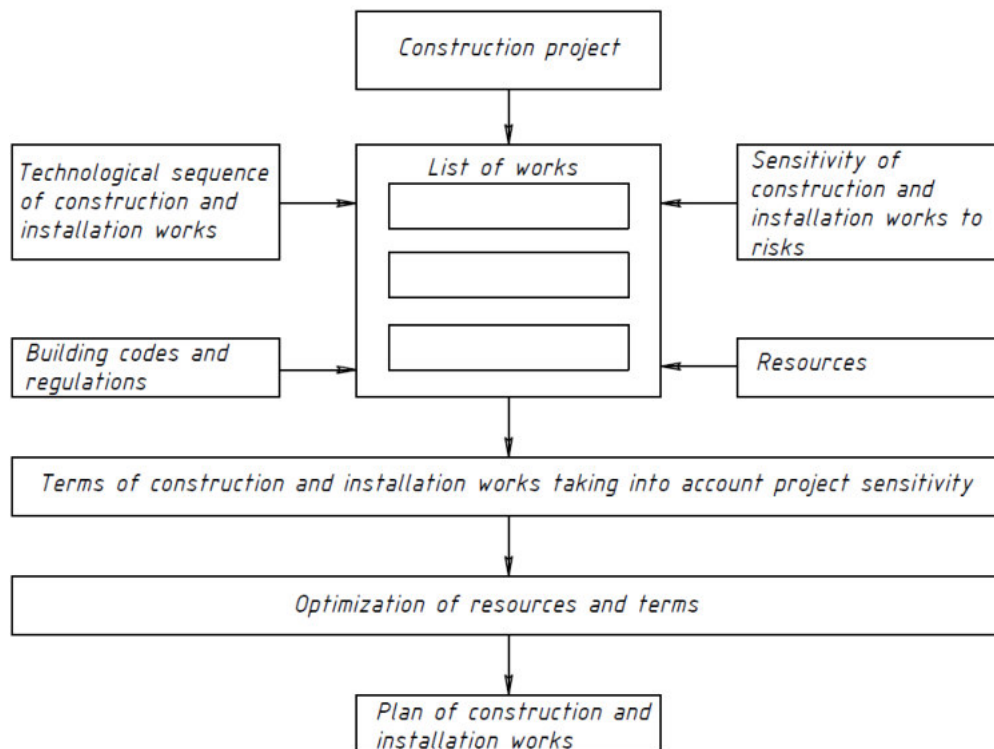 Construction project
Technological sequence
of construction and
installation works
List of works
Sensitivity of
construction and
installation works to
risks
Building codes and
regulations
Resources
Terms of construction and installation works taking into account project sensitivity
Optimization of resources and terms
Plan of construction and
installation works